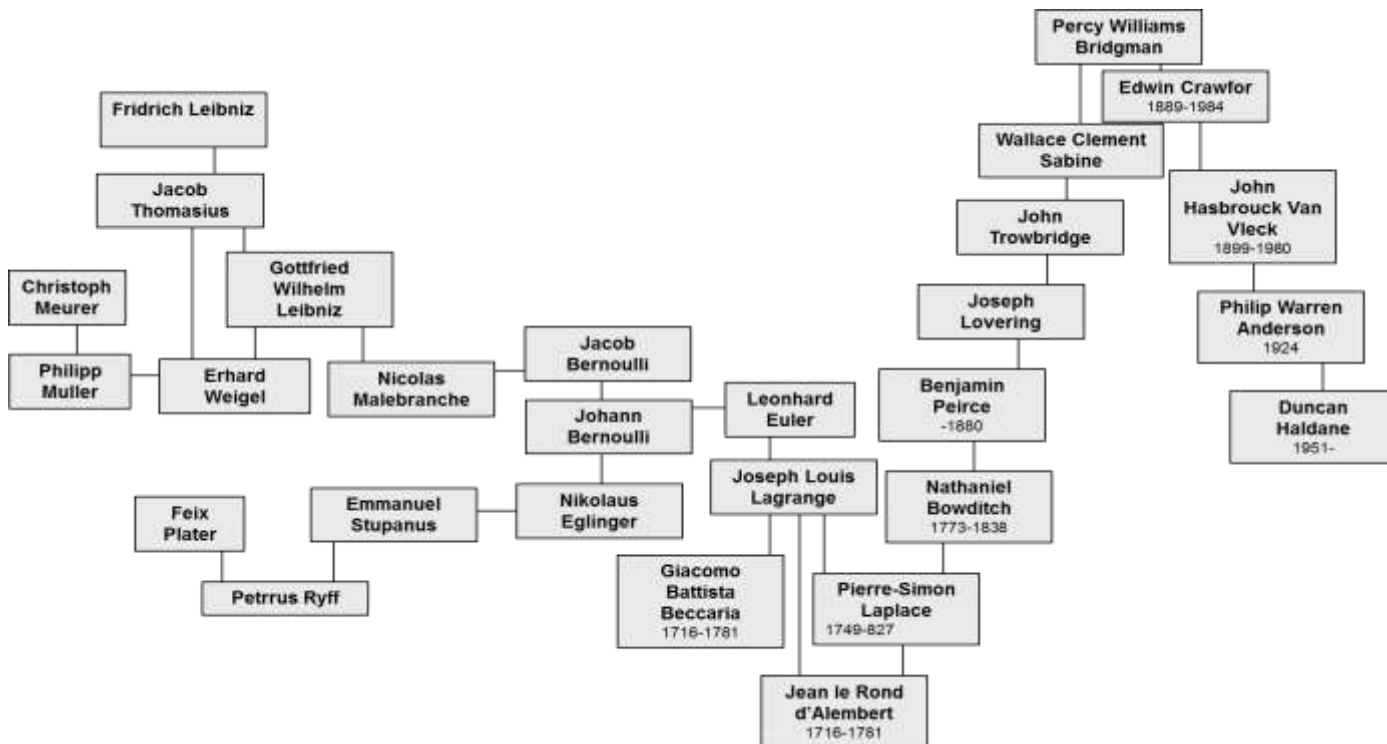 Percy Williams
Bridgman
Edwin Crawfor
1889-1984
Fridrich Leibniz
Wallace Clement
Sabine
Jacob
Thomasius
John
Hasbrouck Van
Vleck
1899-1980
John
Trowbridge
Gottfried
Wilhelm
Leibniz
Christoph
Meurer
Joseph
Lovering
Philip Warren
Anderson
1924
Jacob
Bernoulli
Philipp
Muller
Erhard
Weigel
Nicolas
Malebranche
Benjamin
Peirce
-1880
Leonhard
Euler
Duncan
Haldane
1951-
Johann
Bernoulli
Joseph Louis
Lagrange
Nathaniel
Bowditch
1773-1838
Emmanuel
Stupanus
Nikolaus
Eglinger
Feix
Plater
Giacomo
Battista
Beccaria
1716-1781
Pierre-Simon
Laplace
1749-827
Petrrus Ryff
Jean le Rond
d'Alembert
1716-1781